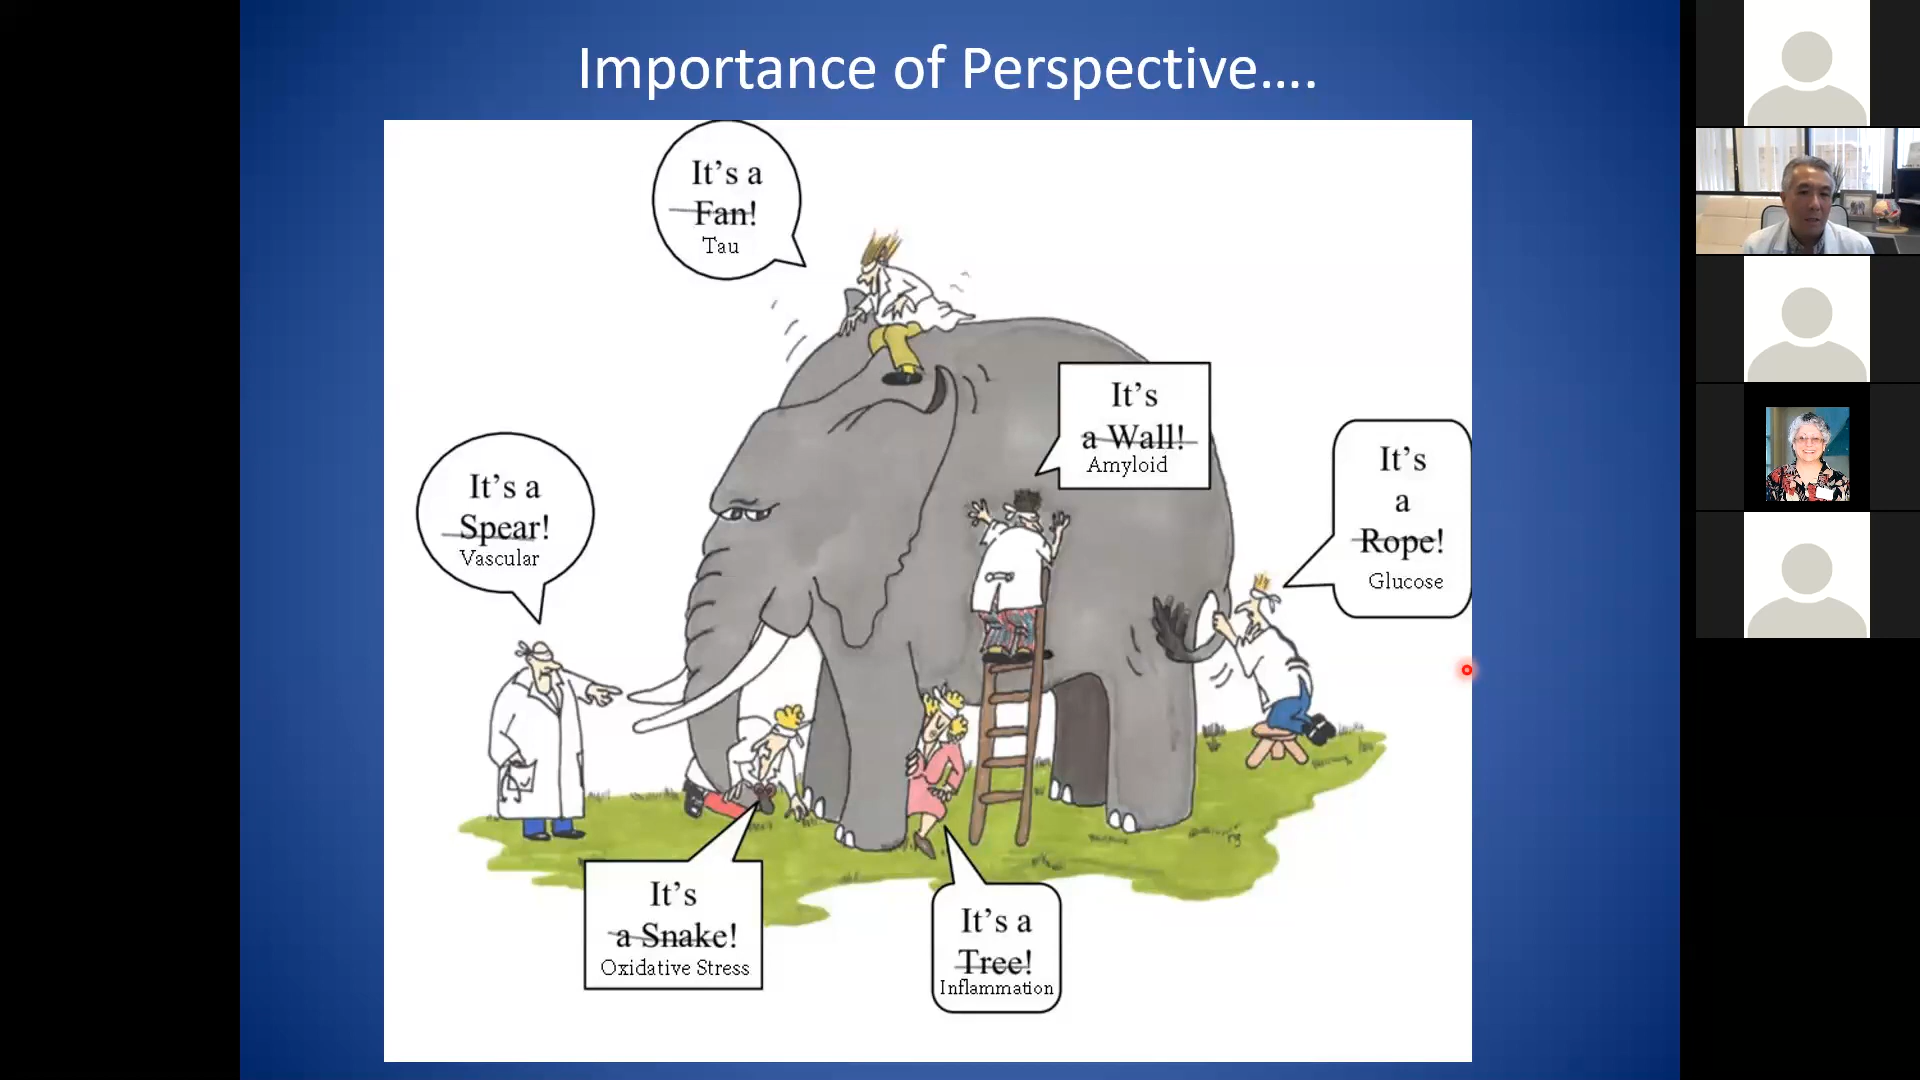 Importance of Perspective....
It's a
Fan!
Tau
It's
a Wall!
Amyloid
It's
a
Rope!
Glucose
It's a
Spear!
Vascular
It's
a Snake!
Oxidative Stress
It's a
Tree!
Inflammation